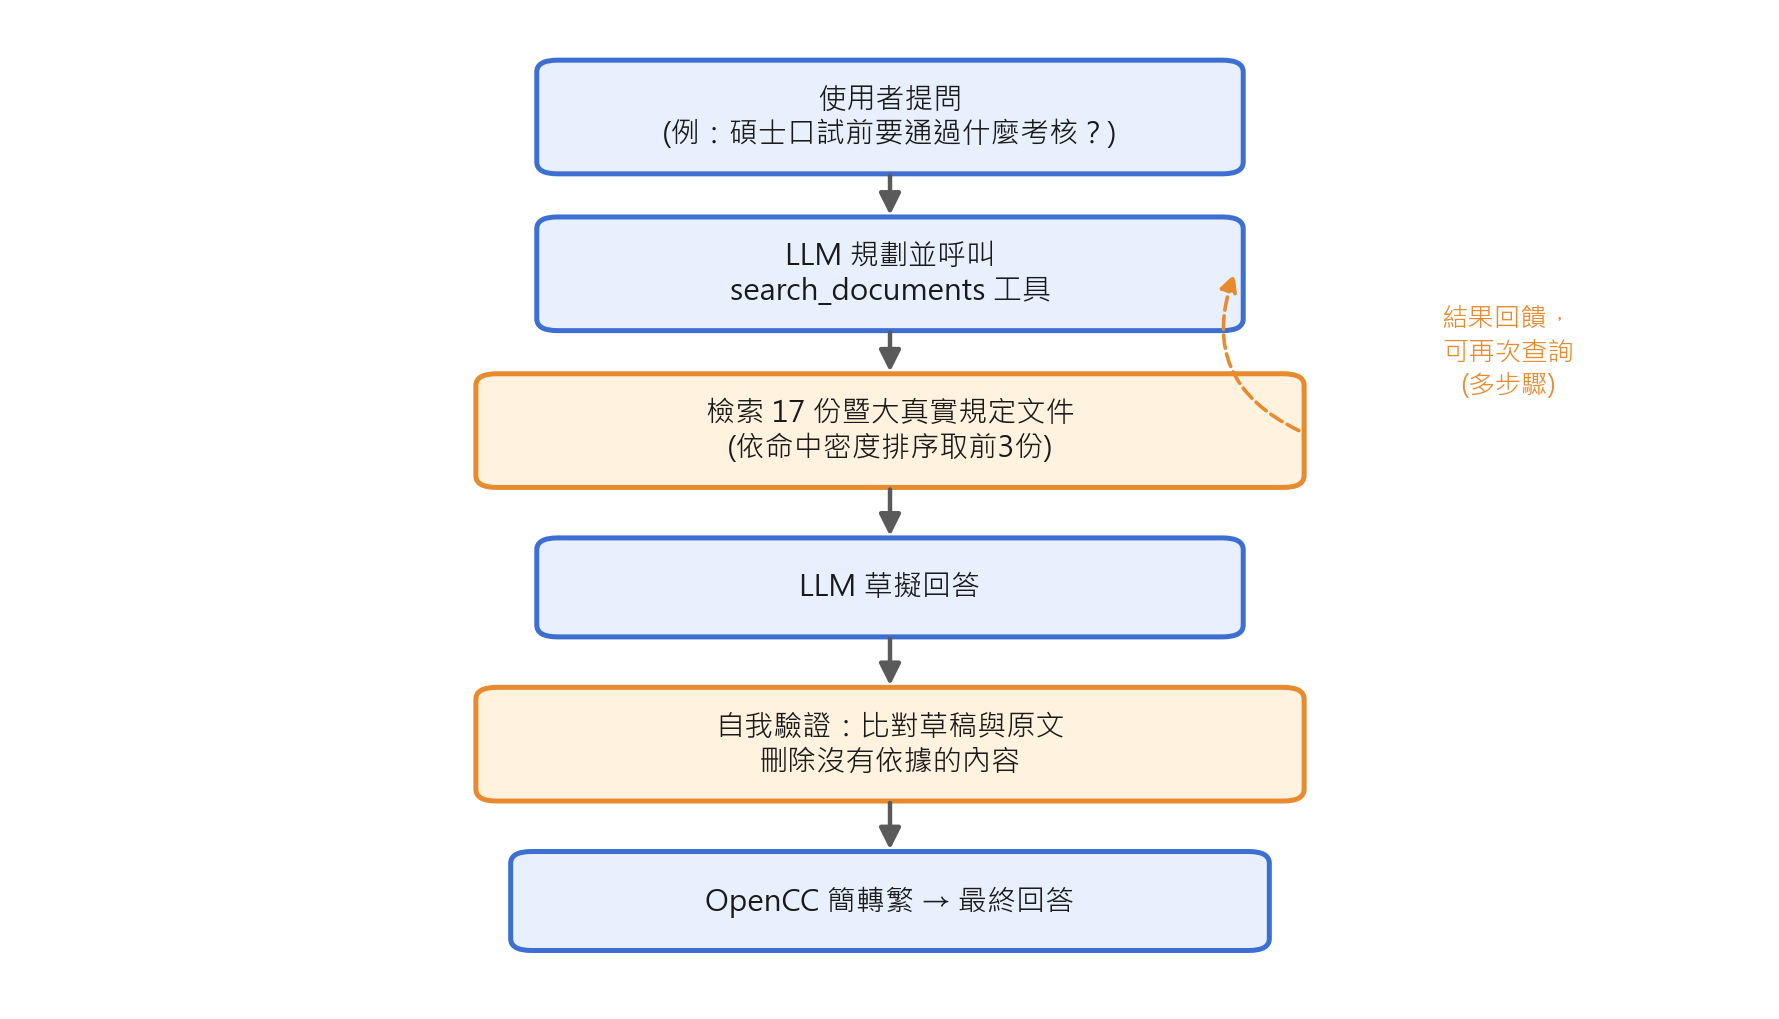 使用者提問
(例：碩士口試前要通過什麼考核？)
LLM 規劃並呼叫
search_documents 工具
結果回饋，
可再次查詢
(多步驟)
檢索 17 份暨大真實規定文件
(依命中密度排序取前3份)
LLM 草擬回答
自我驗證：比對草稿與原文
刪除沒有依據的內容
OpenCC 簡轉繁 → 最終回答